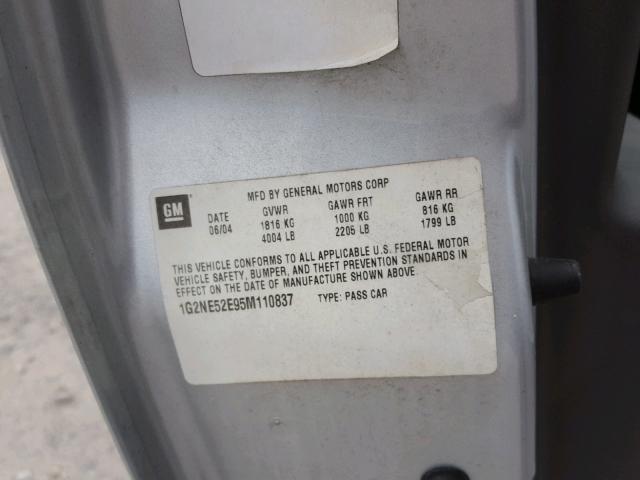 MFD BY GENERAL MOTORS CORP
GM DATE GVWR GAWR FRT GAWR RR
06/04 1816 KG 1000 KG 816 KG
4004 LB 2205 LB 1799 LB
THIS VEHICLE CONFORMS TO ALL APPLICABLE U.S. FEDERAL MOTOR
VEHICLE SAFETY, BUMPER, AND THEFT PREVENTION STANDARDS IN
EFFECT ON THE DATE OF MANUFACTURE SHOWN ABOVE.
1G2NE52E95M110837 TYPE: PASS CAR